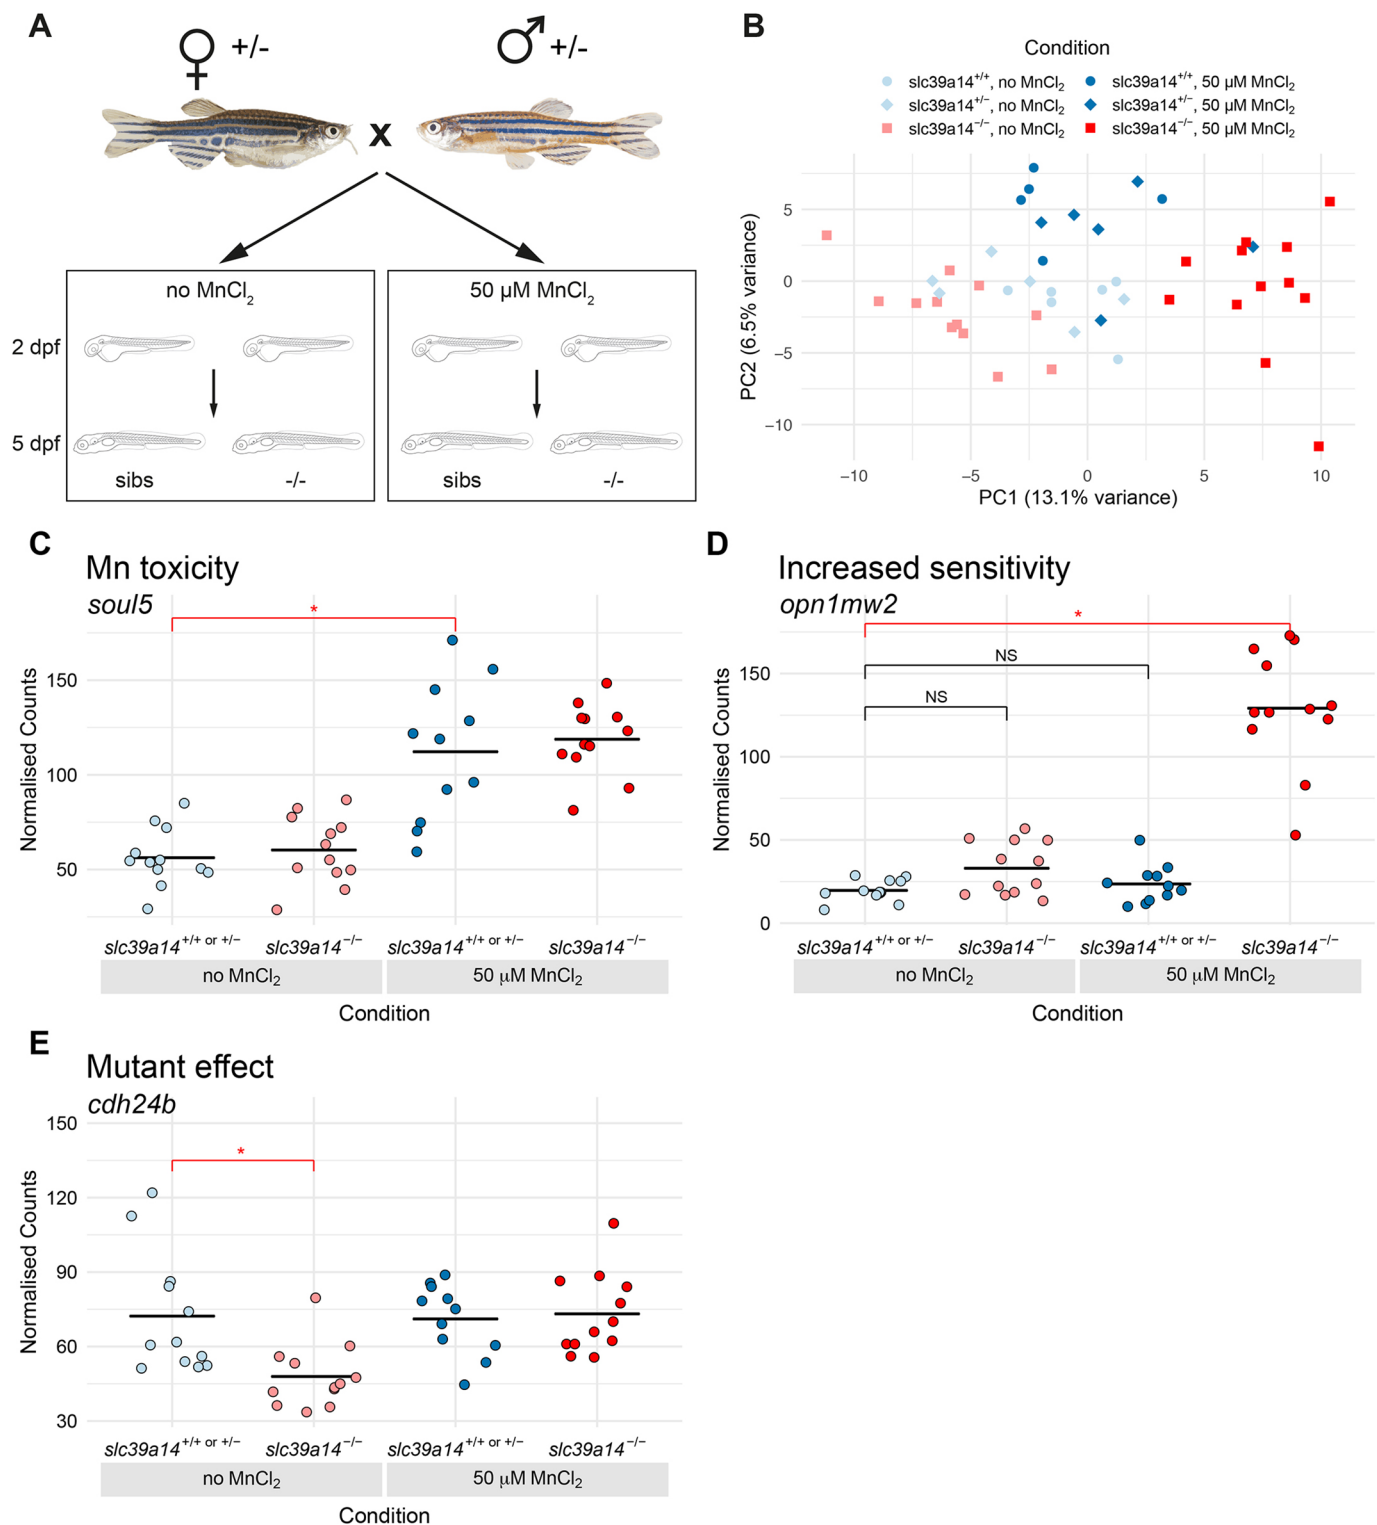 A
♀ +/-
♂ +/-
x
no MnCl₂
50 µM MnCl₂
2 dpf
5 dpf
sibs
-/-
sibs
-/-
B
Condition
slc39a14⁺/⁺, no MnCl₂
slc39a14⁺/⁻, no MnCl₂
slc39a14⁻/⁻, no MnCl₂
slc39a14⁺/⁺, 50 µM MnCl₂
slc39a14⁺/⁻, 50 µM MnCl₂
slc39a14⁻/⁻, 50 µM MnCl₂
PC2 (6.5% variance)
5
0
−5
−10
−10
−5
0
5
10
PC1 (13.1% variance)
C
Mn toxicity
soul5
*
Normalised Counts
150
100
50
slc39a14⁺/⁺ ᵒʳ ⁺/⁻
slc39a14⁻/⁻
slc39a14⁺/⁺ ᵒʳ ⁺/⁻
slc39a14⁻/⁻
no MnCl₂
50 µM MnCl₂
Condition
D
Increased sensitivity
opn1mw2
*
NS
NS
Normalised Counts
150
100
50
0
slc39a14⁺/⁺ ᵒʳ ⁺/⁻
slc39a14⁻/⁻
slc39a14⁺/⁺ ᵒʳ ⁺/⁻
slc39a14⁻/⁻
no MnCl₂
50 µM MnCl₂
Condition
E
Mutant effect
cdh24b
*
Normalised Counts
150
120
90
60
30
slc39a14⁺/⁺ ᵒʳ ⁺/⁻
slc39a14⁻/⁻
slc39a14⁺/⁺ ᵒʳ ⁺/⁻
slc39a14⁻/⁻
no MnCl₂
50 µM MnCl₂
Condition